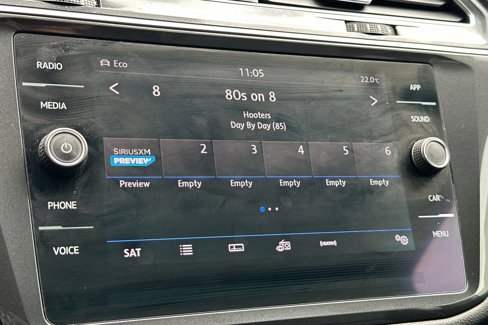 RADIO
MEDIA
PHONE
VOICE
Eco
11:05
22.0°C
8
80s on 8
Hooters
Day By Day (85)
SIRIUSXM
PREVIEW
2
3
4
5
6
Preview
Empty
Empty
Empty
Empty
Empty
SAT
APP
SOUND
CAR
MENU